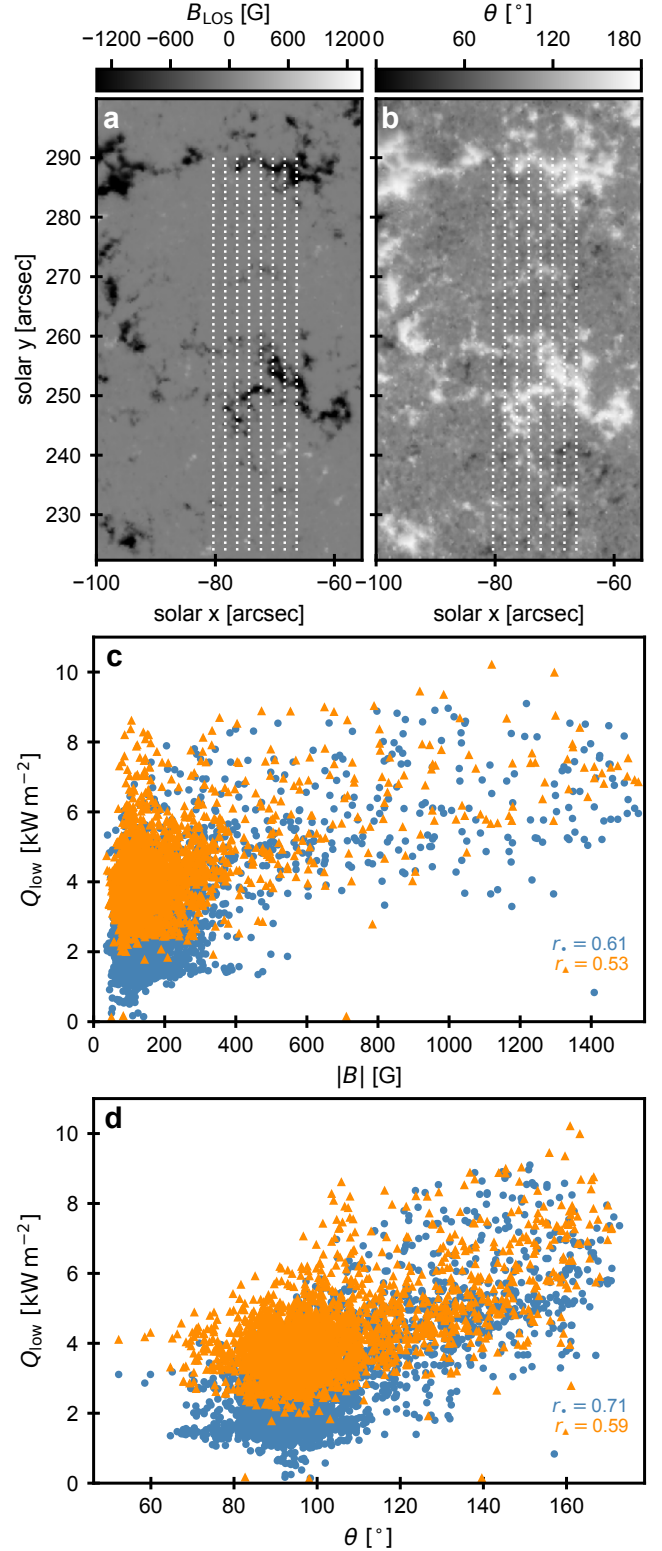 B_LOS [G]
θ [°]
−1200 −600 0 600 1200
0 60 120 180
a
b
290
280
270
260
250
240
230
solar y [arcsec]
−100 −80 −60
−100 −80 −60
solar x [arcsec]
solar x [arcsec]
c
10
8
6
4
2
0
Q_low [kW m⁻²]
r● = 0.61
r▲ = 0.53
0 200 400 600 800 1000 1200 1400
|B| [G]
d
10
8
6
4
2
0
Q_low [kW m⁻²]
r● = 0.71
r▲ = 0.59
60 80 100 120 140 160
θ [°]